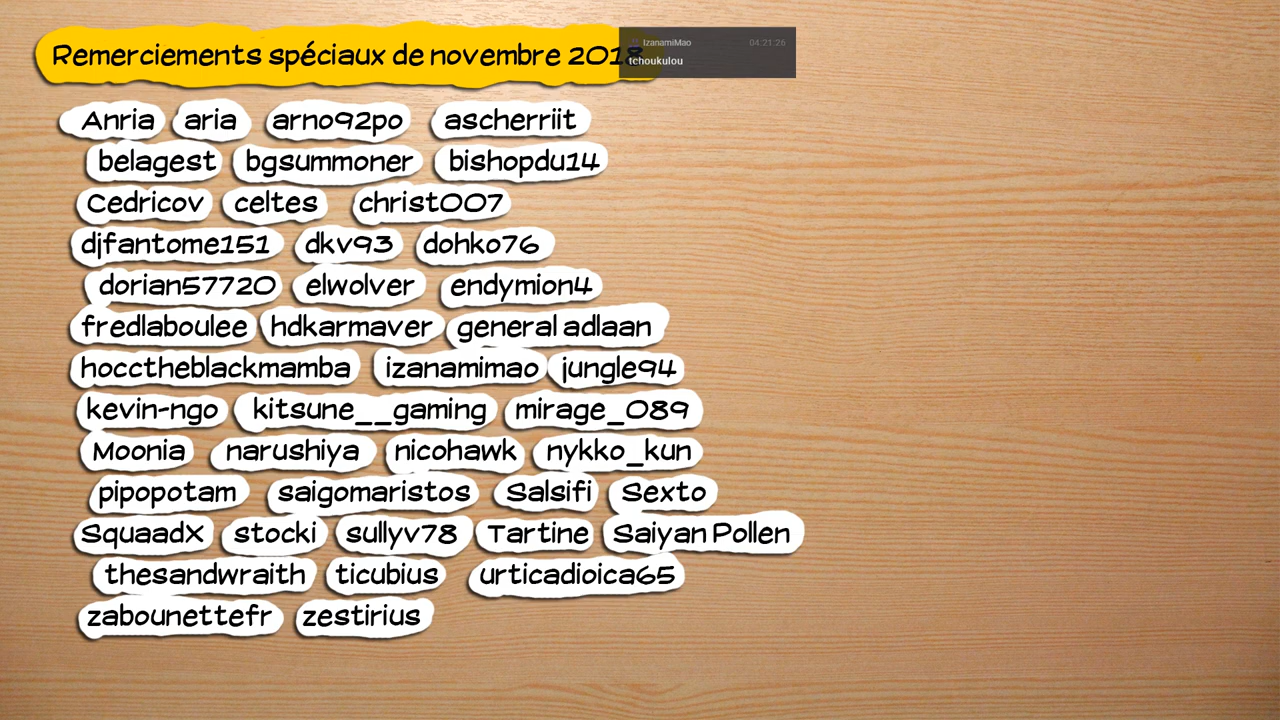 Remerciements spéciaux de novembre 2018
IzanamiMao 04:21:26
tchoukulou
Anria aria arno92po ascherriit
belagest bgsummoner bishopdu14
Cedricov celtes christ007
djfantome151 dkv93 dohko76
dorian57720 elwolver endymion4
fredlaboulee hdkarmaver general adlaan
hocctheblackmamba izanamimao jungle94
kevin-ngo kitsune__gaming mirage_089
Moonia narushiya nicohawk nykko_kun
pipopotam saigomaristos Salsifi Sexto
SquaadX stocki sullyv78 Tartine Saiyan Pollen
thesandwraith ticubius urticadioica65
zabounettefr zestirius